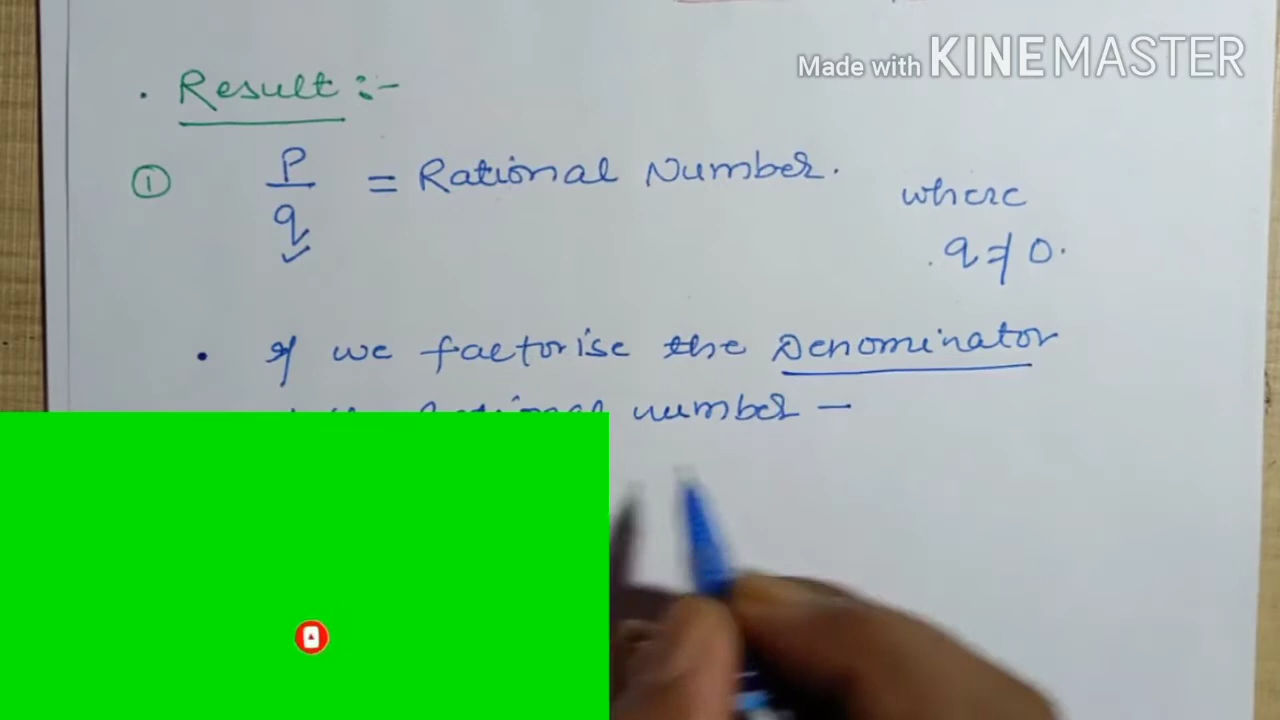 Made with KINEMASTER
. Result :-
① P/q = Rational Number.
where
q ≠ 0.
• If we factorise the Denominator
number —